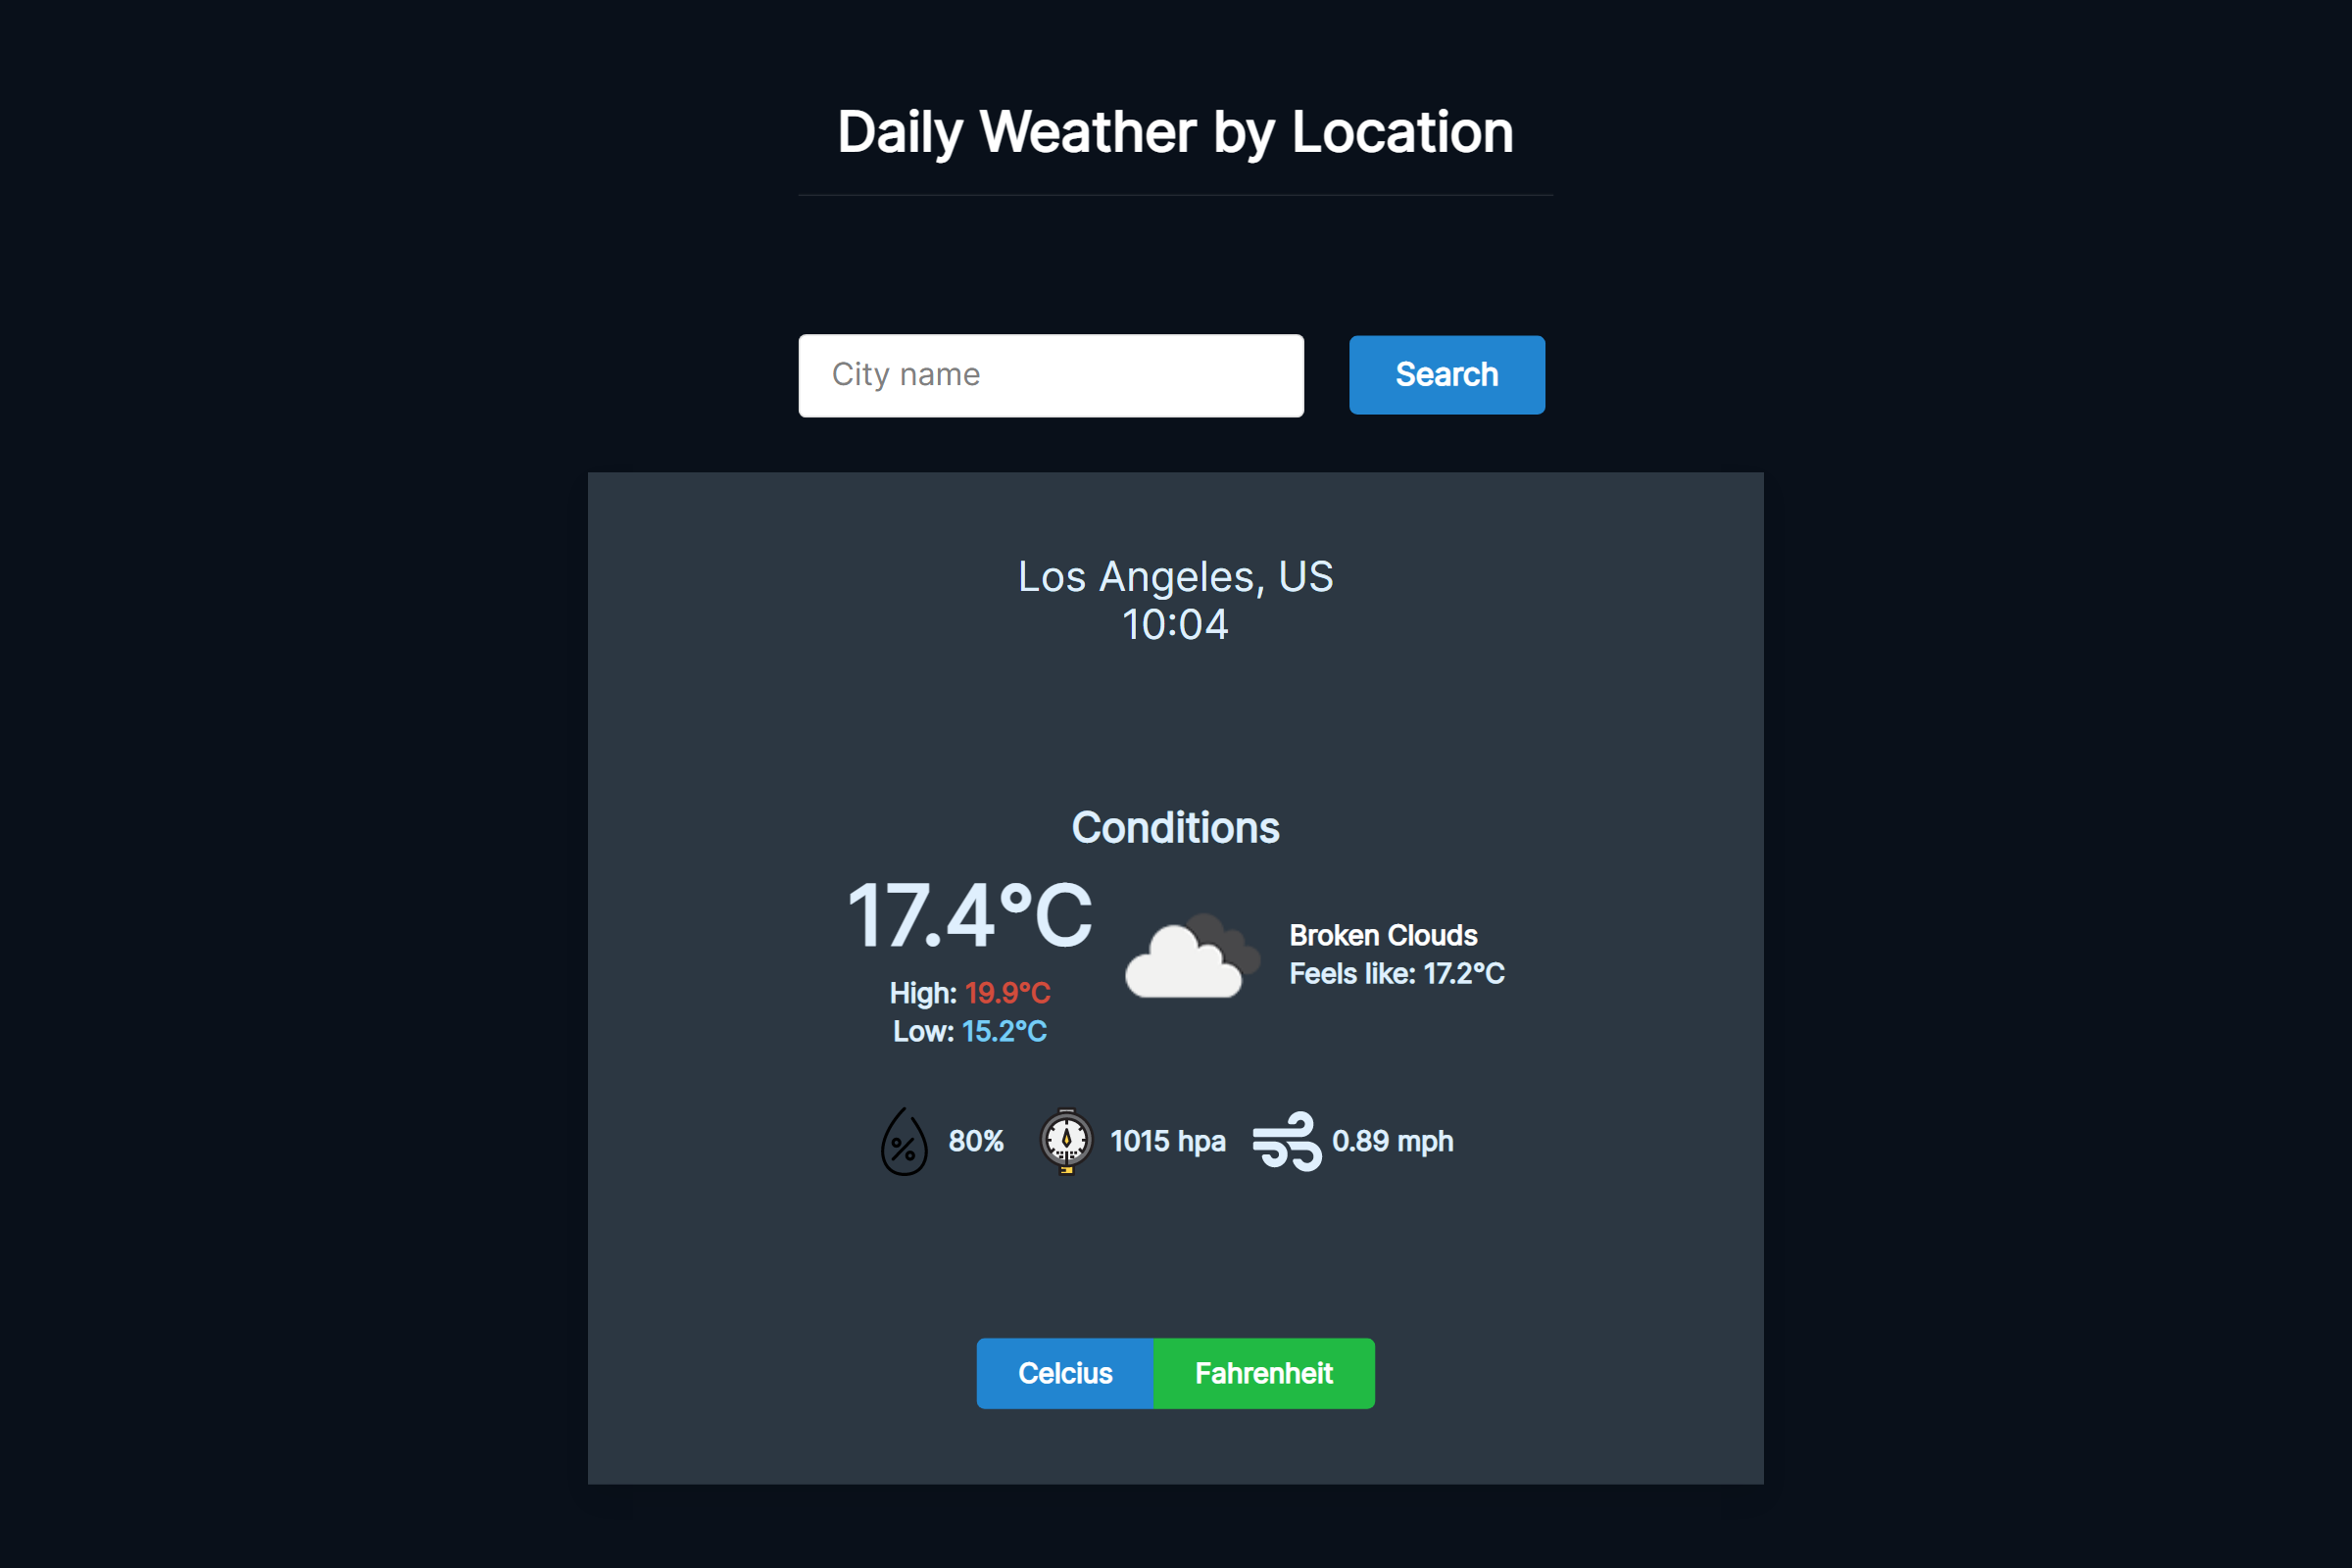 Daily Weather by Location
City name
Search
Los Angeles, US
10:04
Conditions
17.4°C
High: 19.9°C
Low: 15.2°C
Broken Clouds
Feels like: 17.2°C
80%
1015 hpa
0.89 mph
Celcius
Fahrenheit